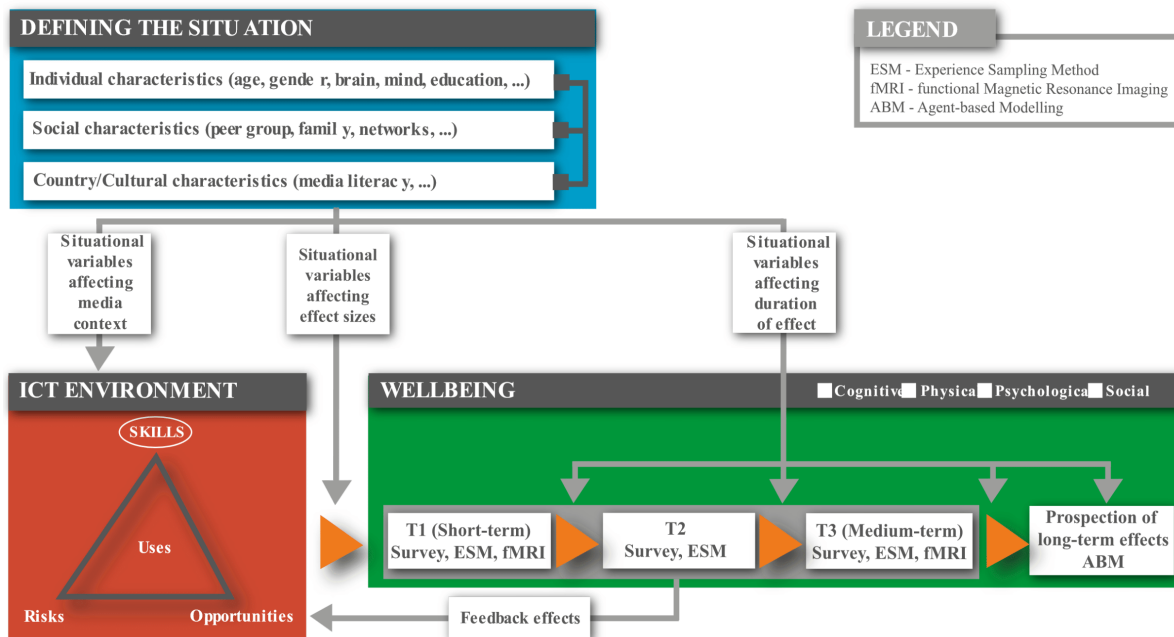 DEFINING THE SITUATION
Individual characteristics (age, gende r, brain, mind, education, ...)
Social characteristics (peer group, famil y, networks, ...)
Country/Cultural characteristics (media literac y, ...)
LEGEND
ESM - Experience Sampling Method
fMRI - functional Magnetic Resonance Imaging
ABM - Agent-based Modelling
Situational
variables
affecting
media
context
Situational
variables
affecting
effect sizes
Situational
variables
affecting
duration
of effect
ICT ENVIRONMENT
SKILLS
Uses
Risks
Opportunities
WELLBEING
Cognitive
Physica
Psychologica
Social
T1 (Short-term)
Survey, ESM, fMRI
T2
Survey, ESM
T3 (Medium-term)
Survey, ESM, fMRI
Prospection of
long-term effects
ABM
Feedback effects